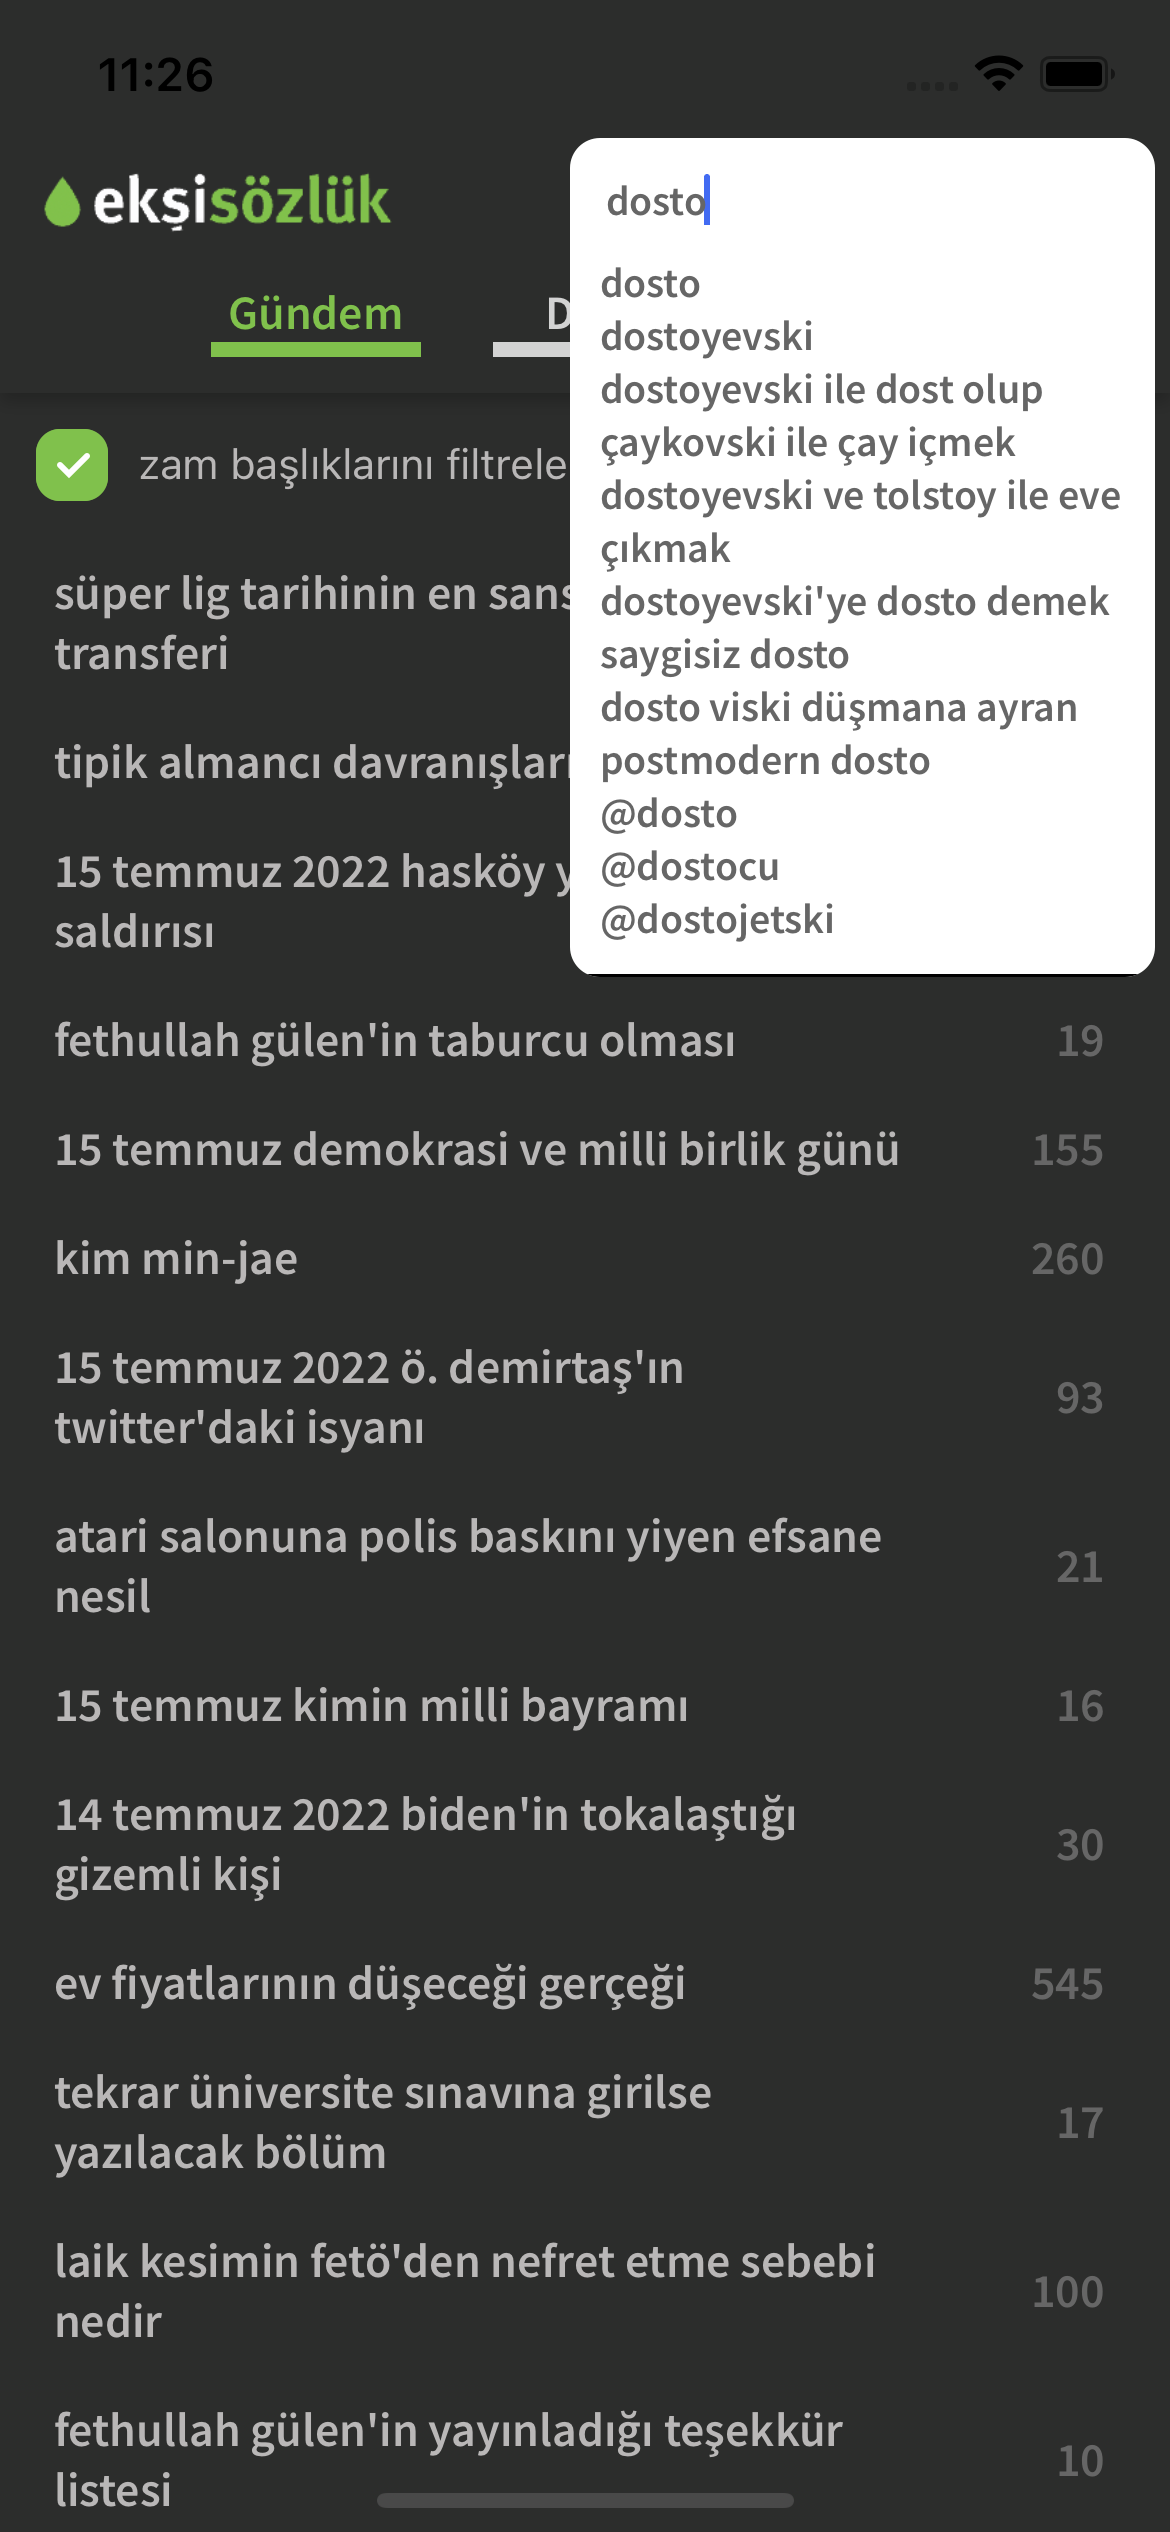 11:26
ekşisözlük
dosto
dosto
dostoyevski
dostoyevski ile dost olup
çaykovski ile çay içmek
dostoyevski ve tolstoy ile eve
çıkmak
dostoyevski'ye dosto demek
saygisiz dosto
dosto viski düşmana ayran
postmodern dosto
@dosto
@dostocu
@dostojetski
Gündem
D
zam başlıklarını filtrele
süper lig tarihinin en sans
transferi
tipik almancı davranışları
15 temmuz 2022 hasköy y
saldırısı
fethullah gülen'in taburcu olması 19
15 temmuz demokrasi ve milli birlik günü 155
kim min-jae 260
15 temmuz 2022 ö. demirtaş'ın
twitter'daki isyanı 93
atari salonuna polis baskını yiyen efsane
nesil 21
15 temmuz kimin milli bayramı 16
14 temmuz 2022 biden'in tokalaştığı
gizemli kişi 30
ev fiyatlarının düşeceği gerçeği 545
tekrar üniversite sınavına girilse
yazılacak bölüm 17
laik kesimin fetö'den nefret etme sebebi
nedir 100
fethullah gülen'in yayınladığı teşekkür
listesi 10